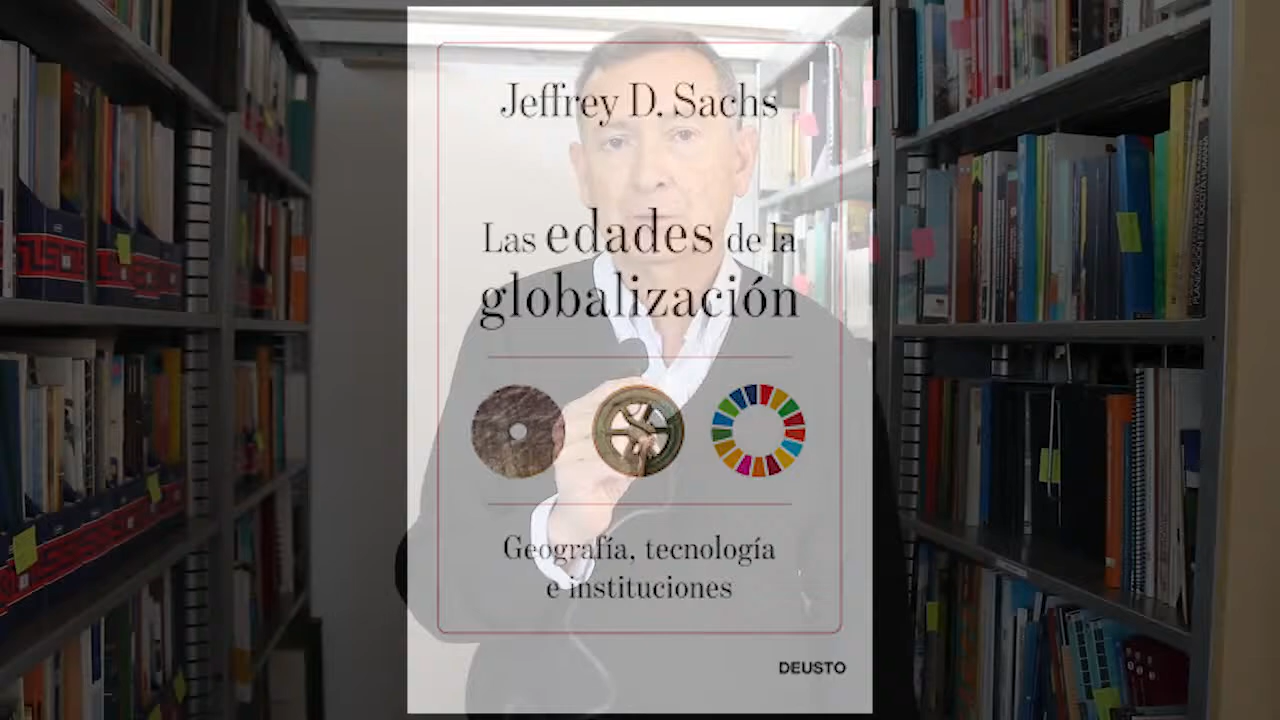 Jeffrey D. Sachs
Las edades de la
globalización
Geografía, tecnología
e instituciones
DEUSTO